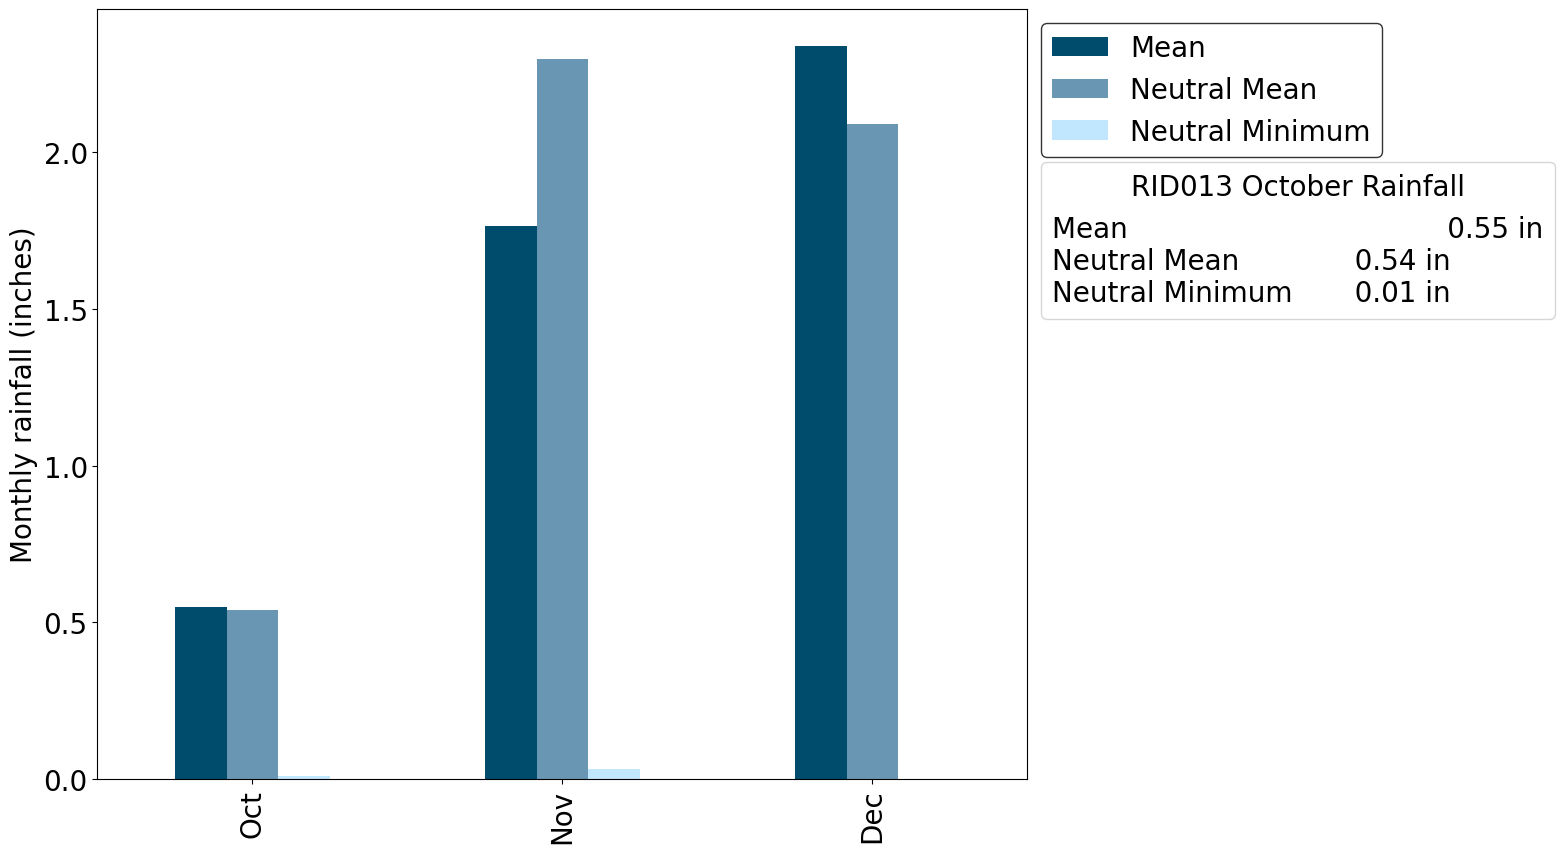 Monthly rainfall (inches)
2.0
1.5
1.0
0.5
0.0
Oct
Nov
Dec
Mean
Neutral Mean
Neutral Minimum
RID013 October Rainfall
Mean 0.55 in
Neutral Mean 0.54 in
Neutral Minimum 0.01 in